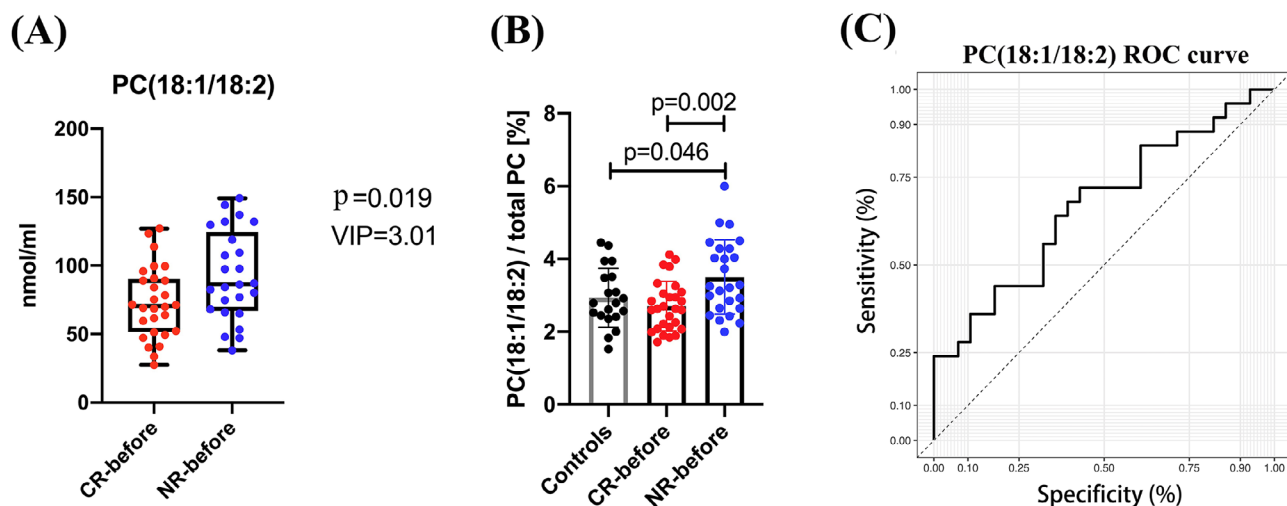 (A)
PC(18:1/18:2)
200
150
100
50
0
nmol/ml
CR-before
NR-before
p=0.019
VIP=3.01
(B)
PC(18:1/18:2) / total PC [%]
8
6
4
2
0
p=0.002
p=0.046
Controls
CR-before
NR-before
(C)
PC(18:1/18:2) ROC curve
Sensitivity (%)
1.00
0.90
0.75
0.50
0.25
0.10
0.00
0.00 0.10 0.25 0.50 0.75 0.90 1.00
Specificity (%)